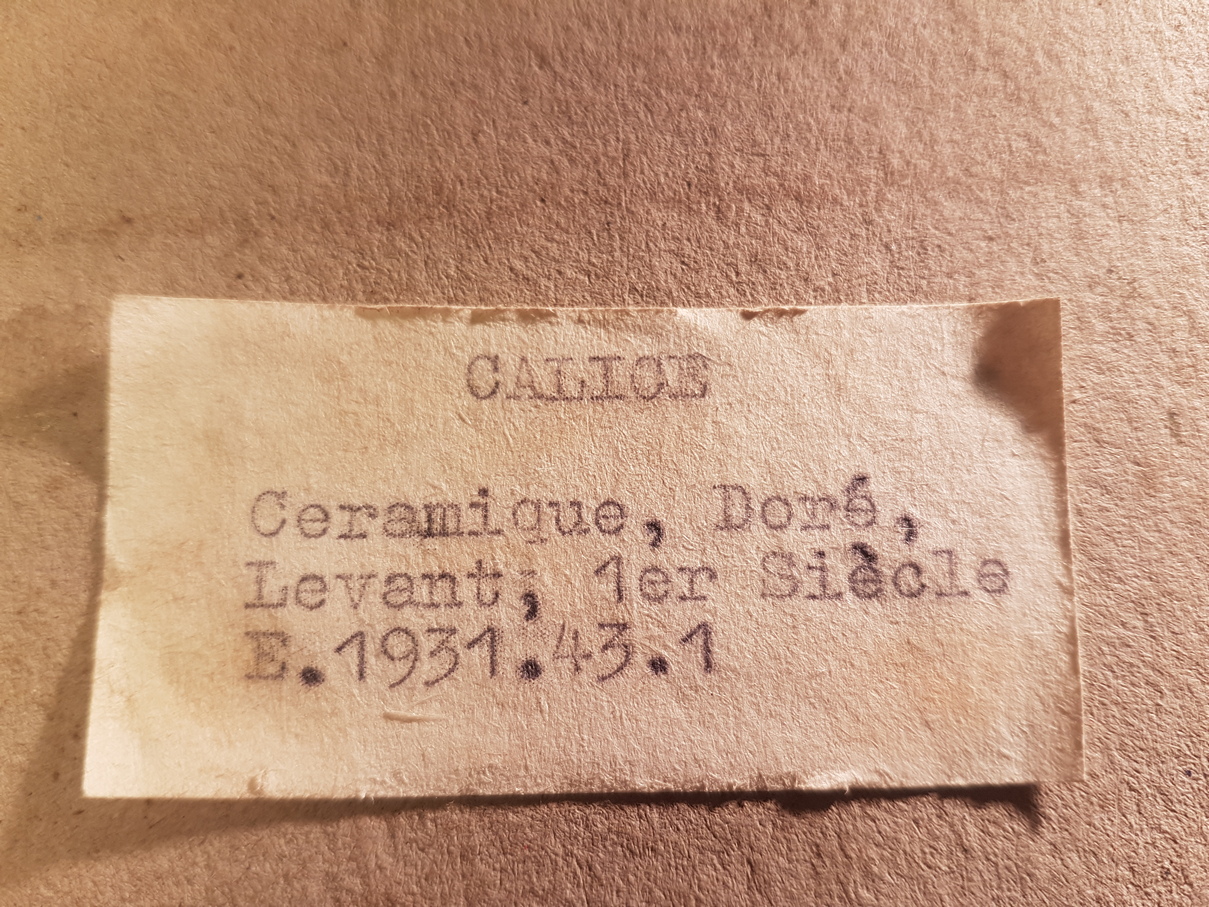 CALICE
Ceramique, Doré,
Levant, 1er Siècle
E.1931.43.1